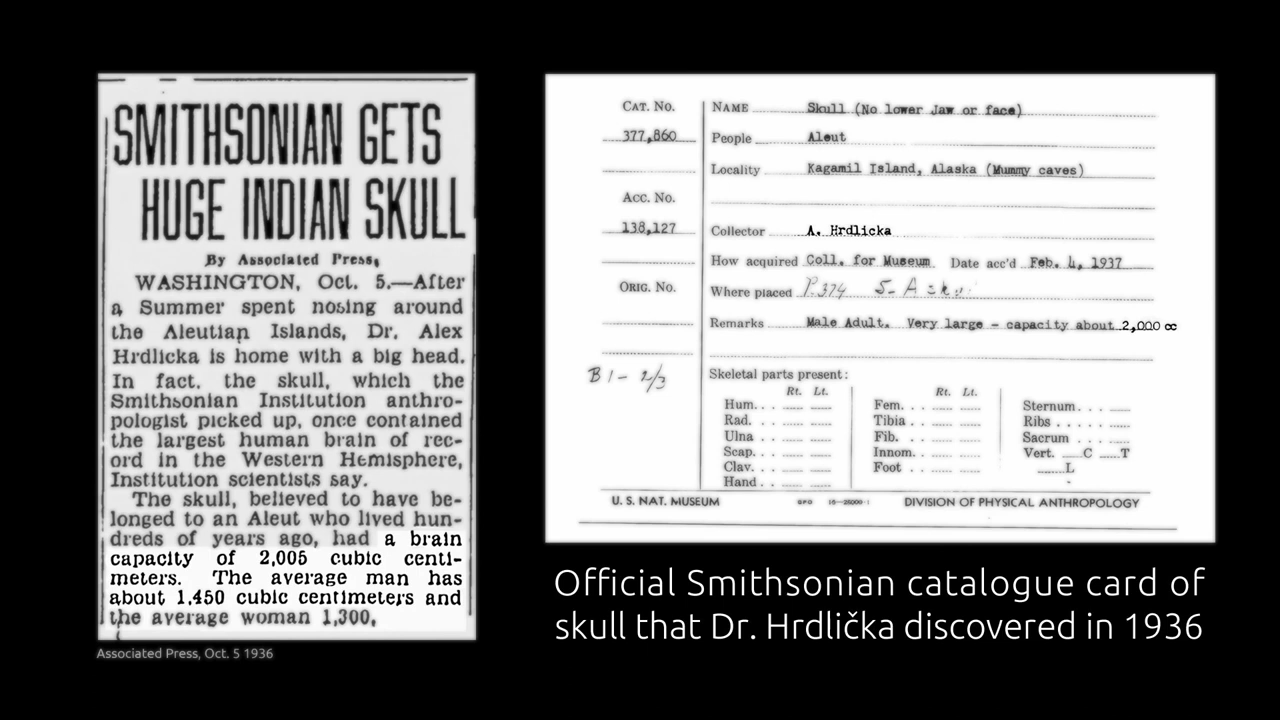 SMITHSONIAN GETS
HUGE INDIAN SKULL
By Associated Press,
WASHINGTON, Oct. 5.—After
a Summer spent nosing around
the Aleutian Islands, Dr. Alex
Hrdlicka is home with a big head.
In fact, the skull, which the
Smithsonian Institution anthro-
pologist picked up, once contained
the largest human brain of rec-
ord in the Western Hemisphere,
Institution scientists say.
The skull, believed to have be-
longed to an Aleut who lived hun-
dreds of years ago, had a brain
capacity of 2,005 cubic centi-
meters. The average man has
about 1,450 cubic centimeters and
the average woman 1,300.
Associated Press, Oct. 5 1936
CAT. No.
377,860
ACC. No.
138,127
ORIG. No.
B 1 - 2/3
NAME Skull (No lower Jaw or face)
People Aleut
Locality Kagamil Island, Alaska (Mummy caves)
Collector A. Hrdlicka
How acquired Coll. for Museum Date acc'd Feb. 4, 1937
Where placed P.374
Remarks Male Adult. Very large - capacity about 2,000 cc
Skeletal parts present:
Rt. Lt. Rt. Lt.
Hum. Fem. Sternum
Rad. Tibia Ribs
Ulna Fib. Sacrum
Scap. Innom. Vert. C T
Clav. Foot L
Hand
U. S. NAT. MUSEUM GPO 16—26000-1 DIVISION OF PHYSICAL ANTHROPOLOGY
Official Smithsonian catalogue card of
skull that Dr. Hrdlička discovered in 1936